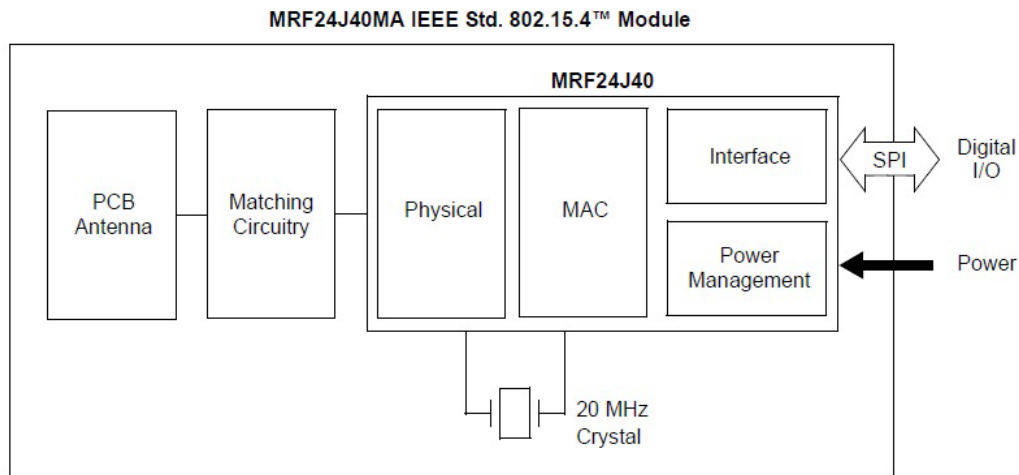 MRF24J40MA IEEE Std. 802.15.4™ Module
MRF24J40
PCB
Antenna
Matching
Circuitry
Physical
MAC
Interface
Power
Management
SPI
Digital
I/O
Power
20 MHz
Crystal